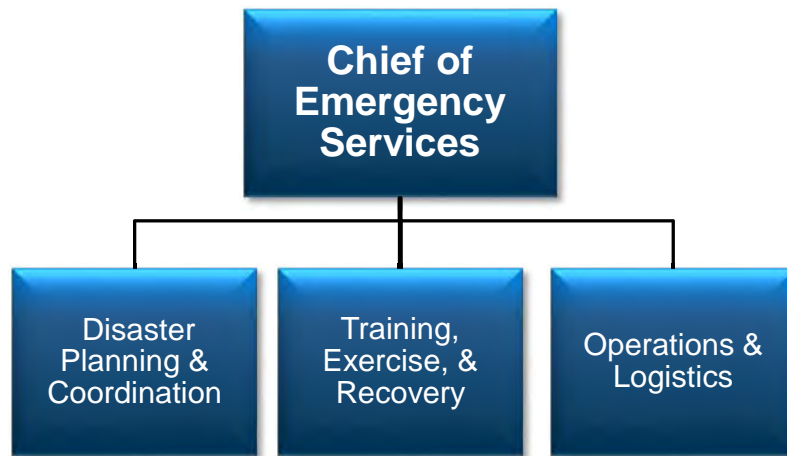 Chief of
Emergency
Services
Disaster
Planning &
Coordination
Training,
Exercise, &
Recovery
Operations &
Logistics